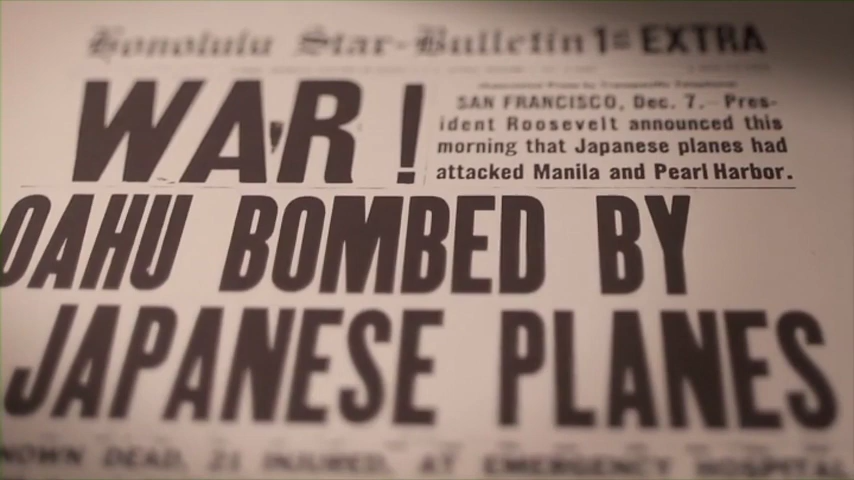 Honolulu Star-Bulletin 1st EXTRA
WAR!
SAN FRANCISCO, Dec. 7.—Pres-
ident Roosevelt announced this
morning that Japanese planes had
attacked Manila and Pearl Harbor.
OAHU BOMBED BY
JAPANESE PLANES
KNOWN DEAD, 21 INJURED, AT EMERGENCY HOSPITAL